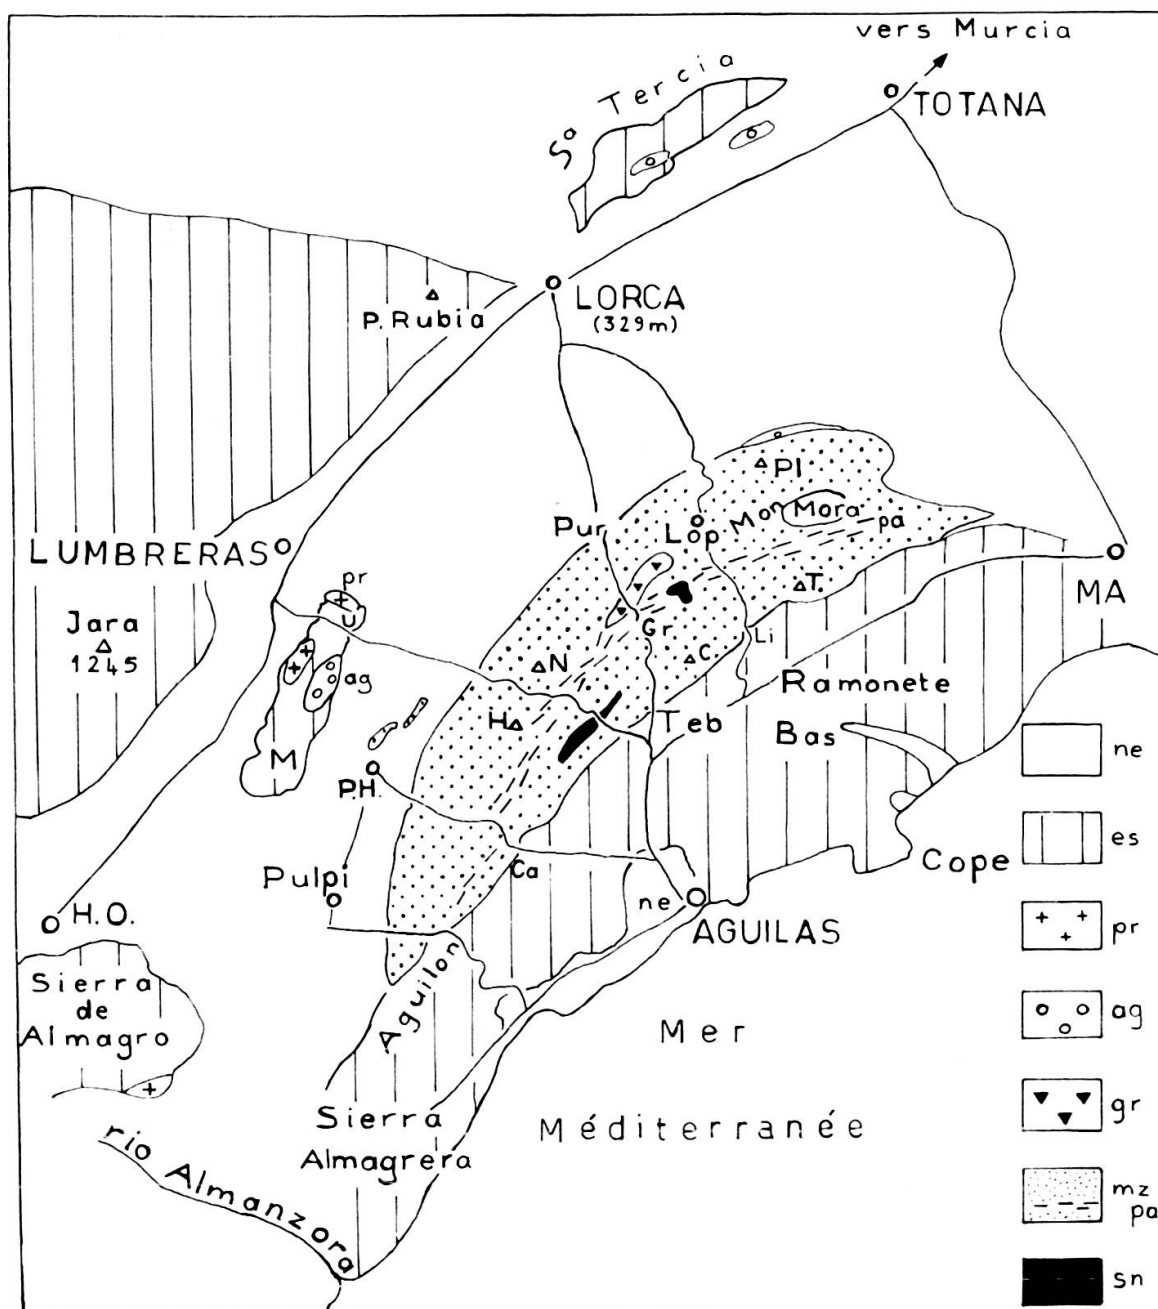 vers Murcia
Sª Tercia
TOTANA
LORCA
(329m)
P. Rubia
Pl
Mon Mora
pa
Pur
Lop
LUMBRERAS
MA
pr
u
T.
Jara
1245
Gr
Li
N
C.
ag
Ramonete
H
Teb
Bas
M
P.H.
ne
es
Cope
Ca
Pulpí
ne
H.O.
AGUILAS
pr
Aguilon
Sierra
de
Almagro
Mer
ag
Méditerranée
gr
Sierra
Almagrera
rio Almanzora
mz
pa
sn